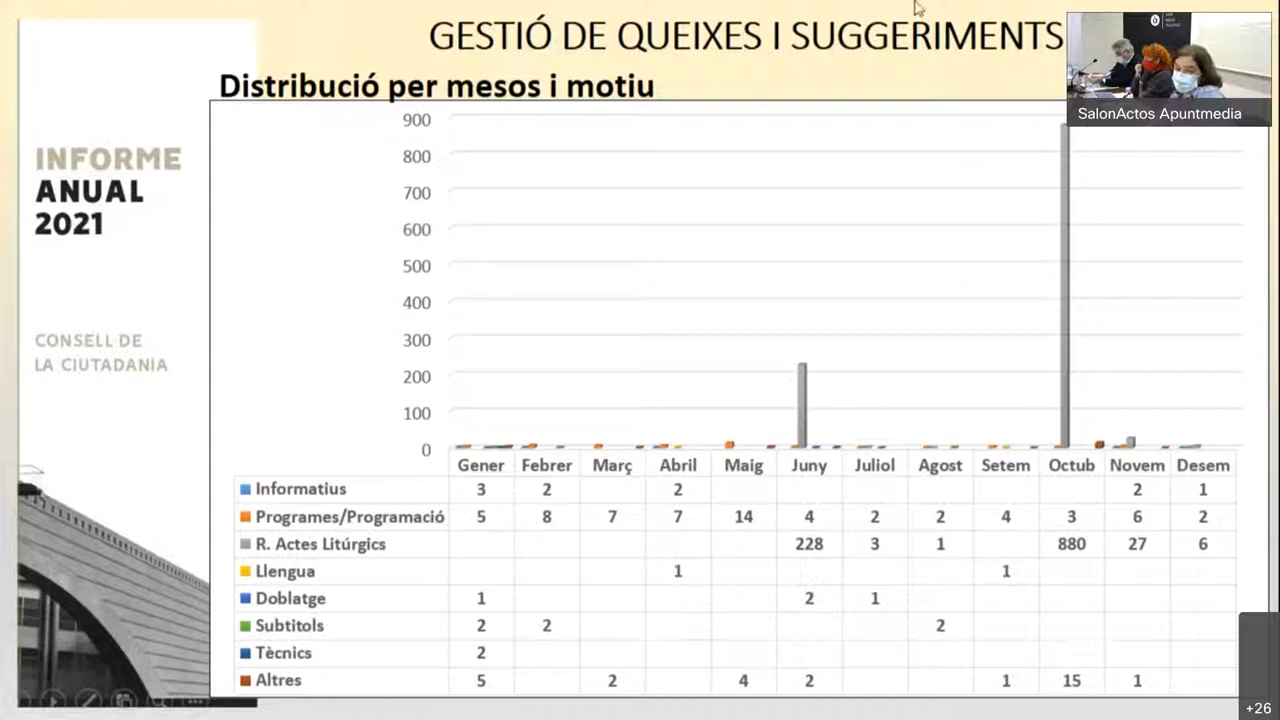 GESTIÓ DE QUEIXES I SUGGERIMENTS
Distribució per mesos i motiu
SalonActos Apuntmedia
INFORME
ANUAL
2021
CONSELL DE
LA CIUTADANIA
900
800
700
600
500
400
300
200
100
0
Gener Febrer Març Abril Maig Juny Juliol Agost Setem Octub Novem Desem
Informatius 3 2 2 2 1
Programes/Programació 5 8 7 7 14 4 2 2 4 3 6 2
R. Actes Litúrgics 228 3 1 880 27 6
Llengua 1 1
Doblatge 1 2 1
Subtitols 2 2 2
Tècnics 2
Altres 5 2 4 2 1 15 1
+26